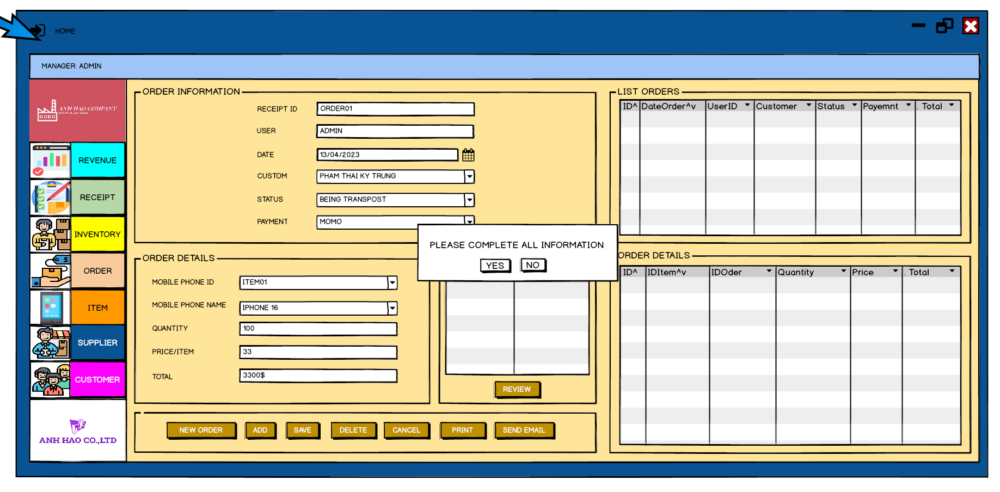 HOME
MANAGER: ADMIN
ANH HAO COMPANY
your phone, your choice
REVENUE
RECEIPT
INVENTORY
ORDER
ITEM
SUPPLIER
CUSTOMER
ANH HAO CO.,LTD
ORDER INFORMATION
RECEIPT ID ORDER01
USER ADMIN
DATE 13/04/2023
CUSTOM PHAM THAI KY TRUNG
STATUS BEING TRANSPOST
PAYMENT MOMO
PLEASE COMPLETE ALL INFORMATION
YES NO
ORDER DETAILS
MOBILE PHONE ID ITEM01
MOBILE PHONE NAME IPHONE 16
QUANTITY 100
PRICE/ITEM 33
TOTAL 3300$
REVIEW
NEW ORDER ADD SAVE DELETE CANCEL PRINT SEND EMAIL
LIST ORDERS
ID^ DateOrder^v UserID Customer Status Payemnt . Total
ORDER DETAILS
ID^ IDItem^v IDOder Quantity Price . Total